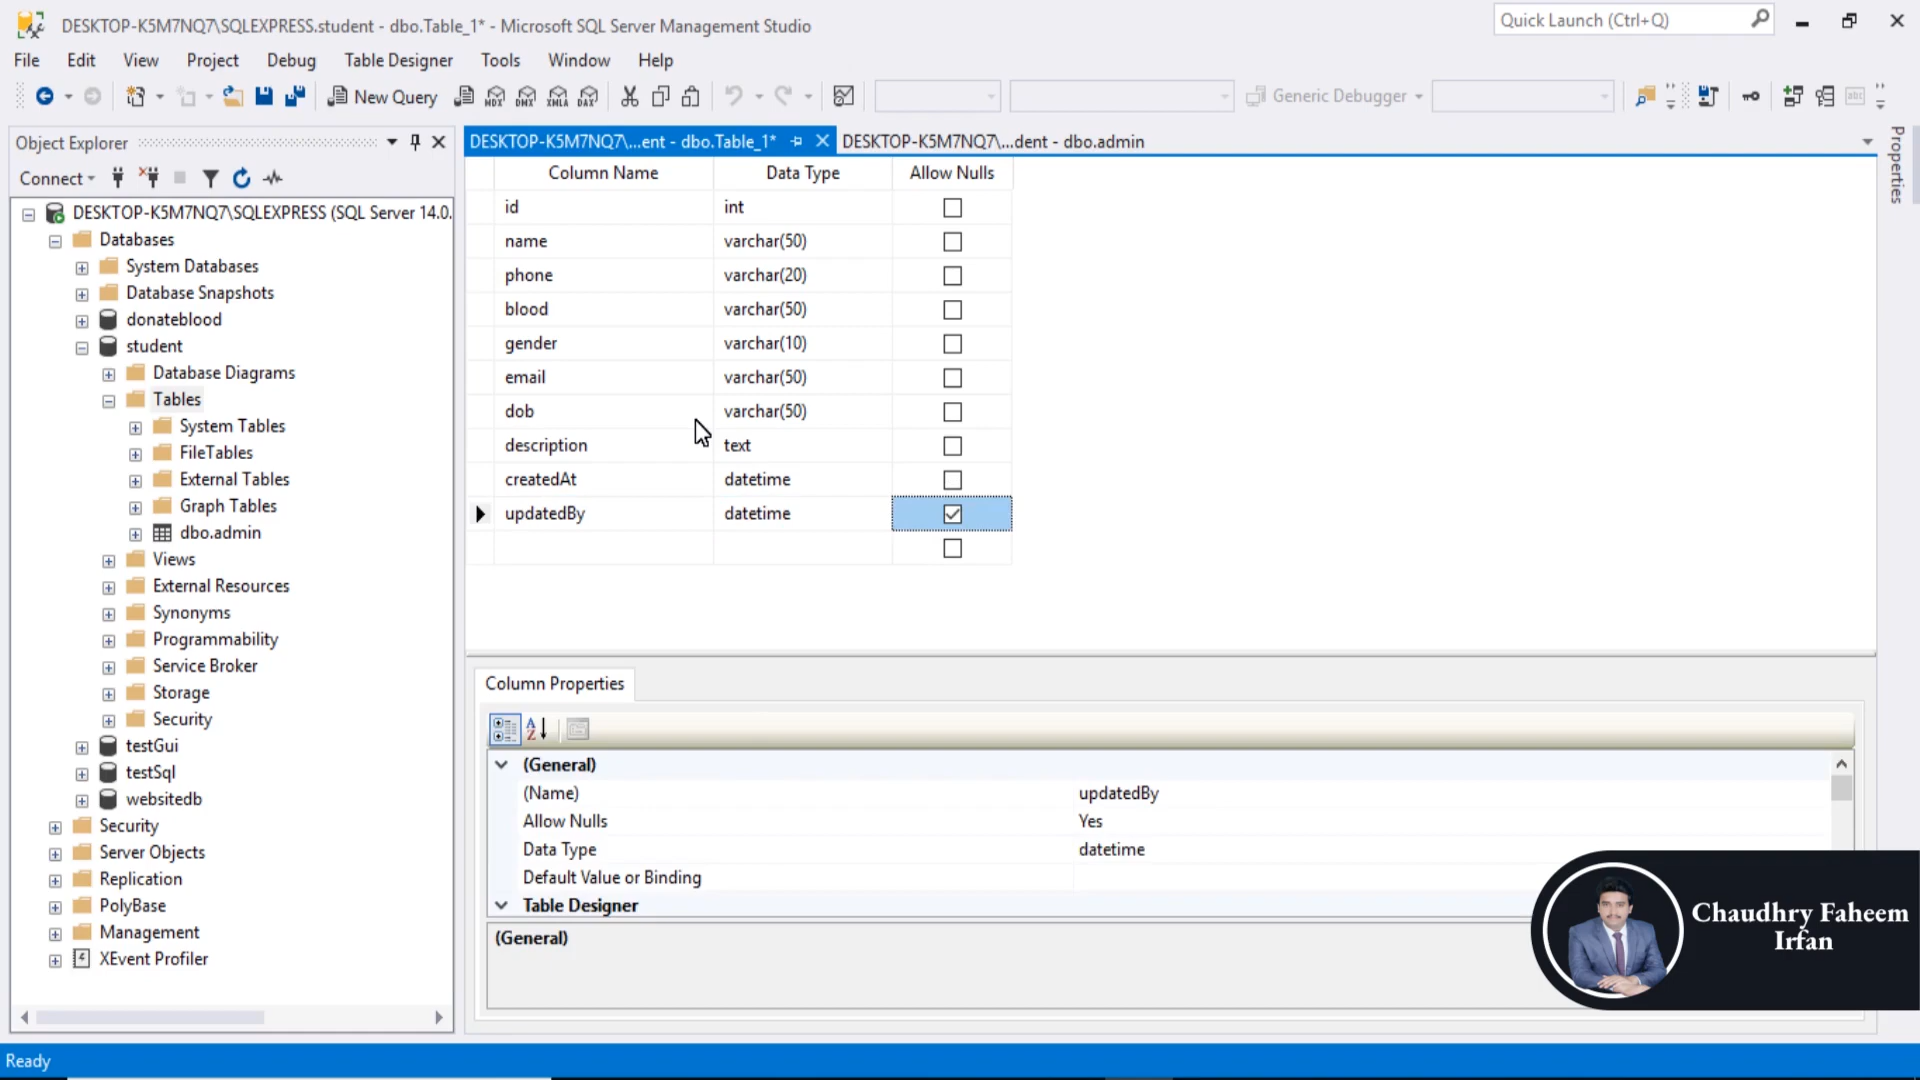 DESKTOP-K5M7NQ7\SQLEXPRESS.student - dbo.Table_1* - Microsoft SQL Server Management Studio
Quick Launch (Ctrl+Q)
File Edit View Project Debug Table Designer Tools Window Help
New Query MDX DMX XMLA DAX Generic Debugger abc
Object Explorer
DESKTOP-K5M7NQ7\...ent - dbo.Table_1*
DESKTOP-K5M7NQ7\...dent - dbo.admin
Properties
Connect
DESKTOP-K5M7NQ7\SQLEXPRESS (SQL Server 14.0.
Databases
System Databases
Database Snapshots
donateblood
student
Database Diagrams
Tables
System Tables
FileTables
External Tables
Graph Tables
dbo.admin
Views
External Resources
Synonyms
Programmability
Service Broker
Storage
Security
testGui
testSql
websitedb
Security
Server Objects
Replication
PolyBase
Management
XEvent Profiler
Column Name Data Type Allow Nulls
id int
name varchar(50)
phone varchar(20)
blood varchar(50)
gender varchar(10)
email varchar(50)
dob varchar(50)
description text
createdAt datetime
updatedBy datetime
Column Properties
AZ
(General)
(Name) updatedBy
Allow Nulls Yes
Data Type datetime
Default Value or Binding
Table Designer
(General)
Chaudhry Faheem
Irfan
Ready